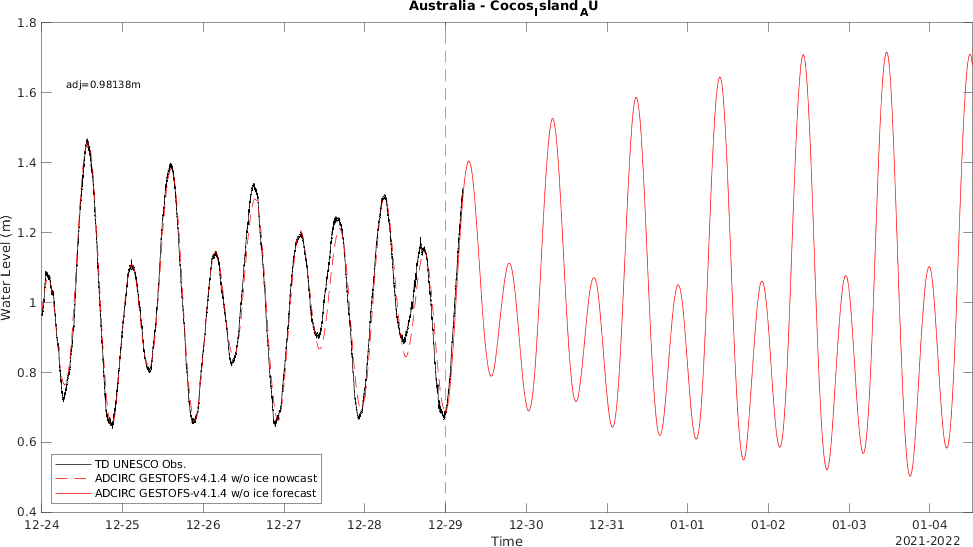 Australia - Cocos_Island_AU
1.8
1.6
1.4
1.2
1
0.8
0.6
0.4
Water Level (m)
adj=0.98138m
TD UNESCO Obs.
ADCIRC GESTOFS-v4.1.4 w/o ice nowcast
ADCIRC GESTOFS-v4.1.4 w/o ice forecast
12-24 12-25 12-26 12-27 12-28 12-29 12-30 12-31 01-01 01-02 01-03 01-04
Time
2021-2022